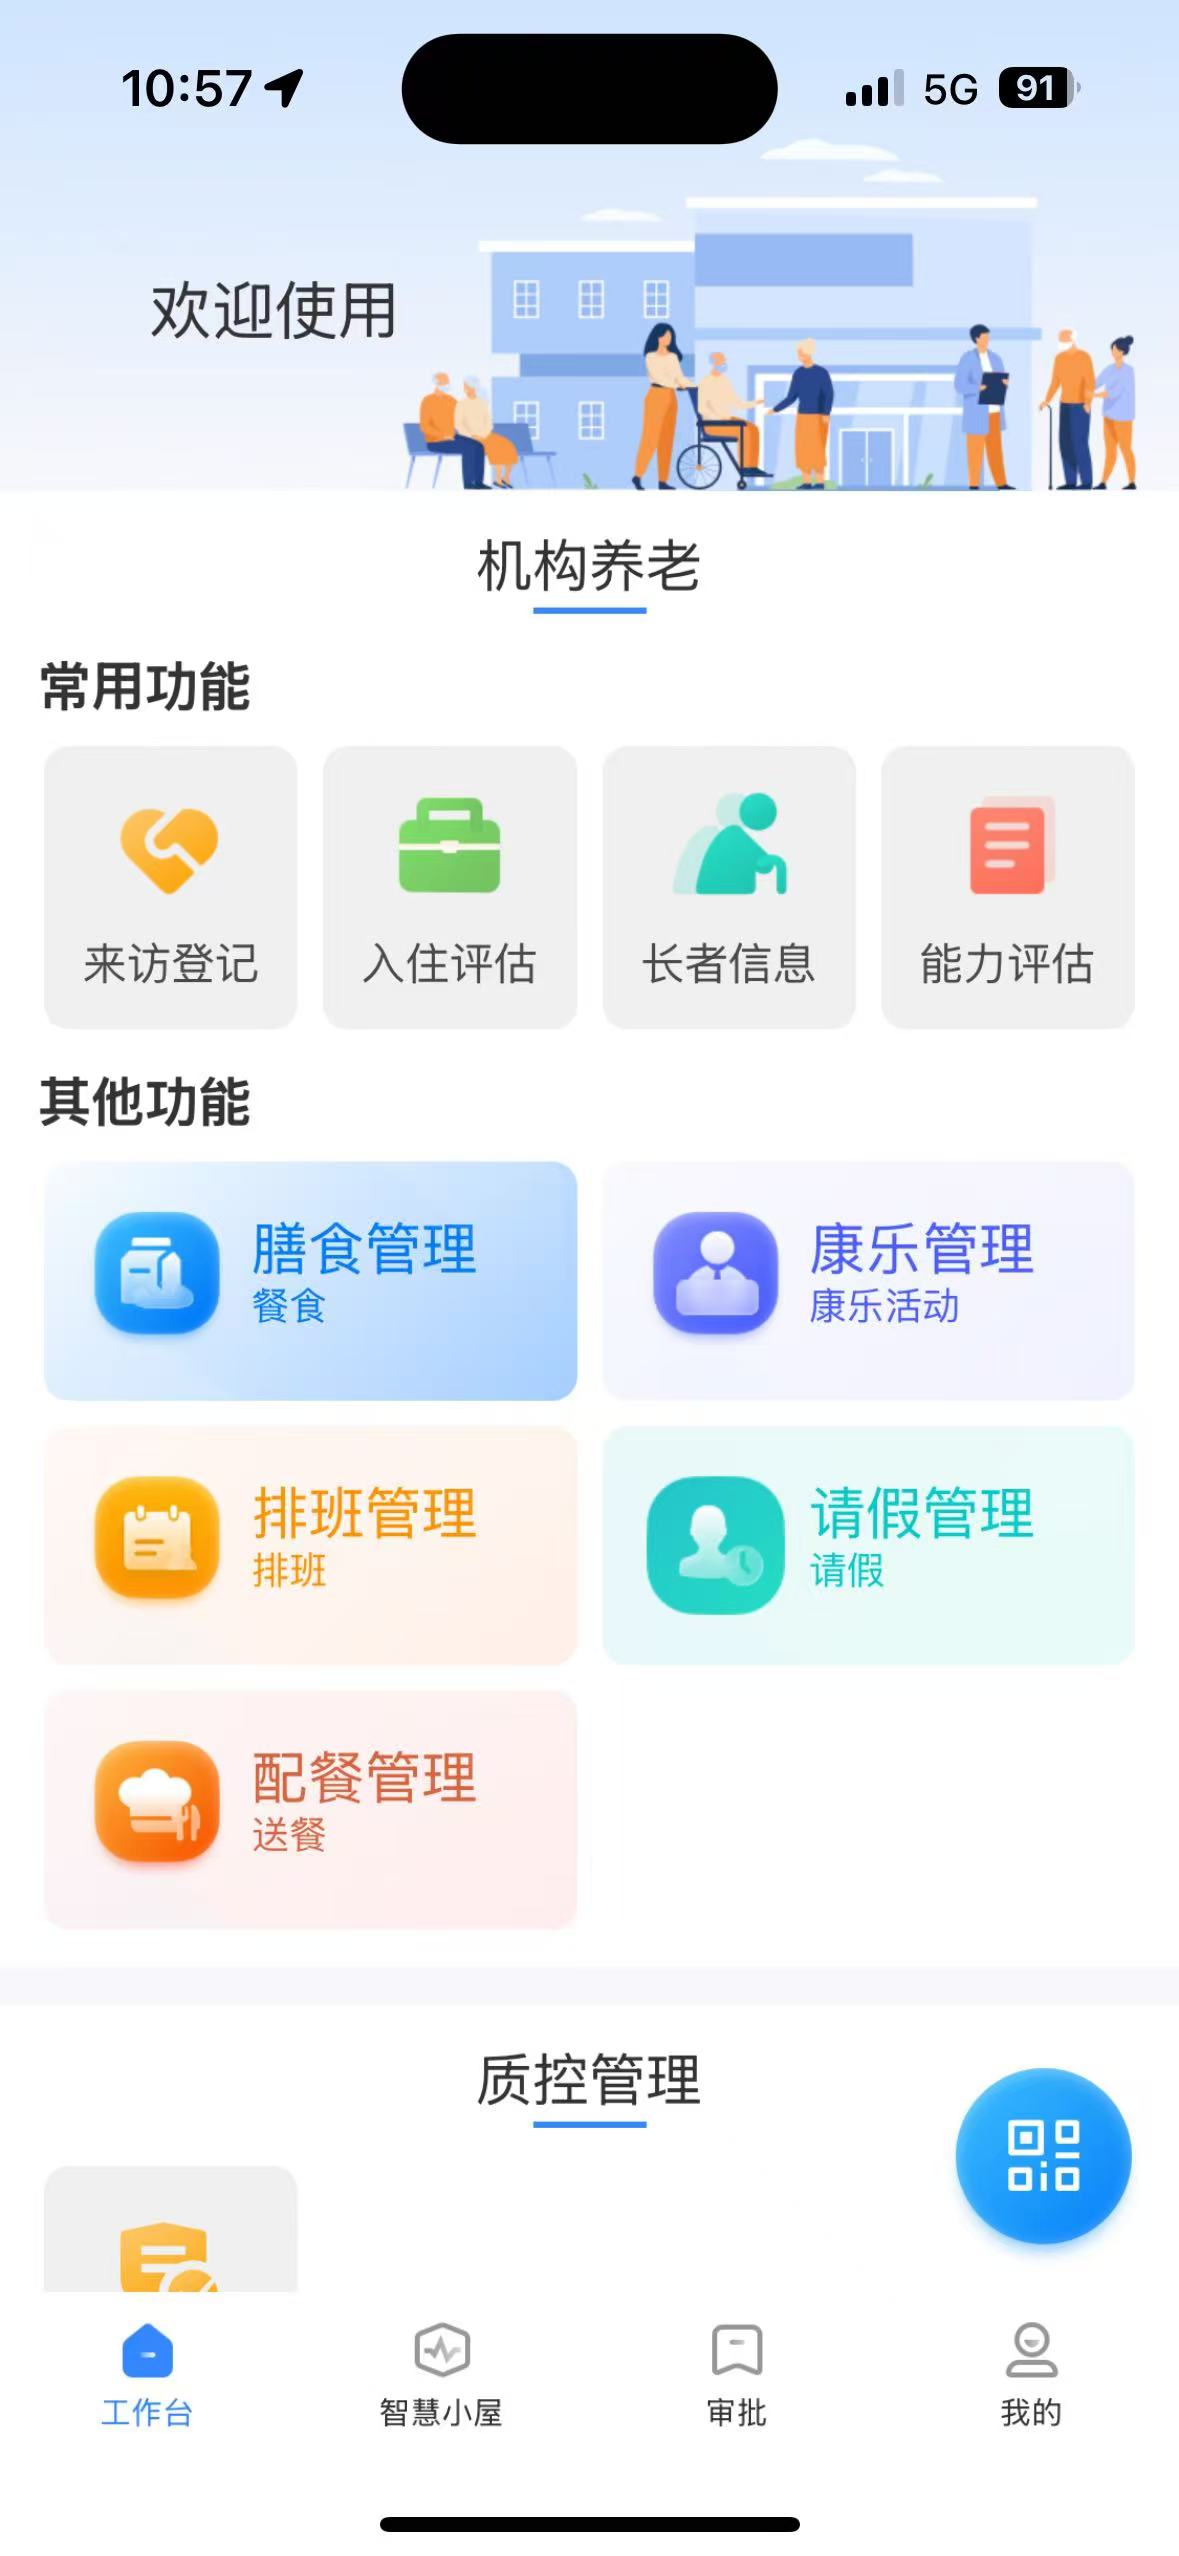 10:57
5G
91
欢迎使用
机构养老
常用功能
来访登记
入住评估
长者信息
能力评估
其他功能
膳食管理
餐食
康乐管理
康乐活动
排班管理
排班
请假管理
请假
配餐管理
送餐
质控管理
工作台
智慧小屋
审批
我的